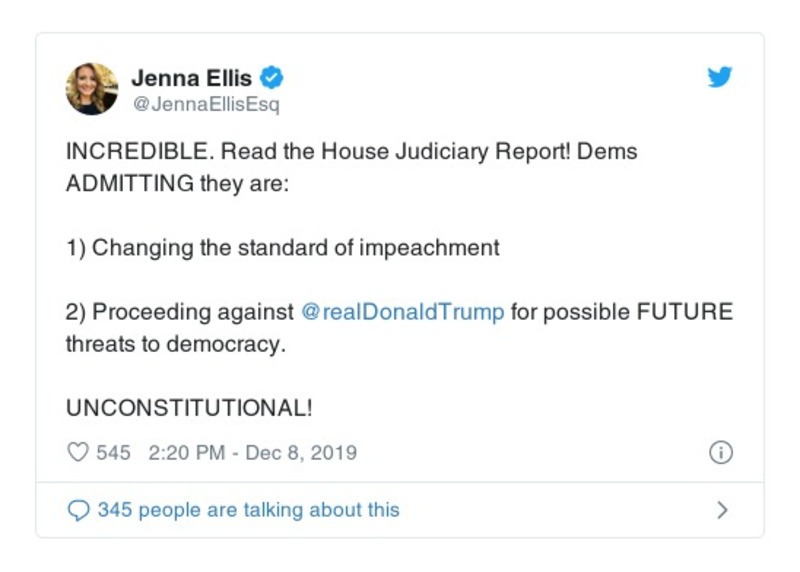 Jenna Ellis
@JennaEllisEsq
INCREDIBLE. Read the House Judiciary Report! Dems
ADMITTING they are:
1) Changing the standard of impeachment
2) Proceeding against @realDonaldTrump for possible FUTURE
threats to democracy.
UNCONSTITUTIONAL!
545 2:20 PM - Dec 8, 2019
345 people are talking about this